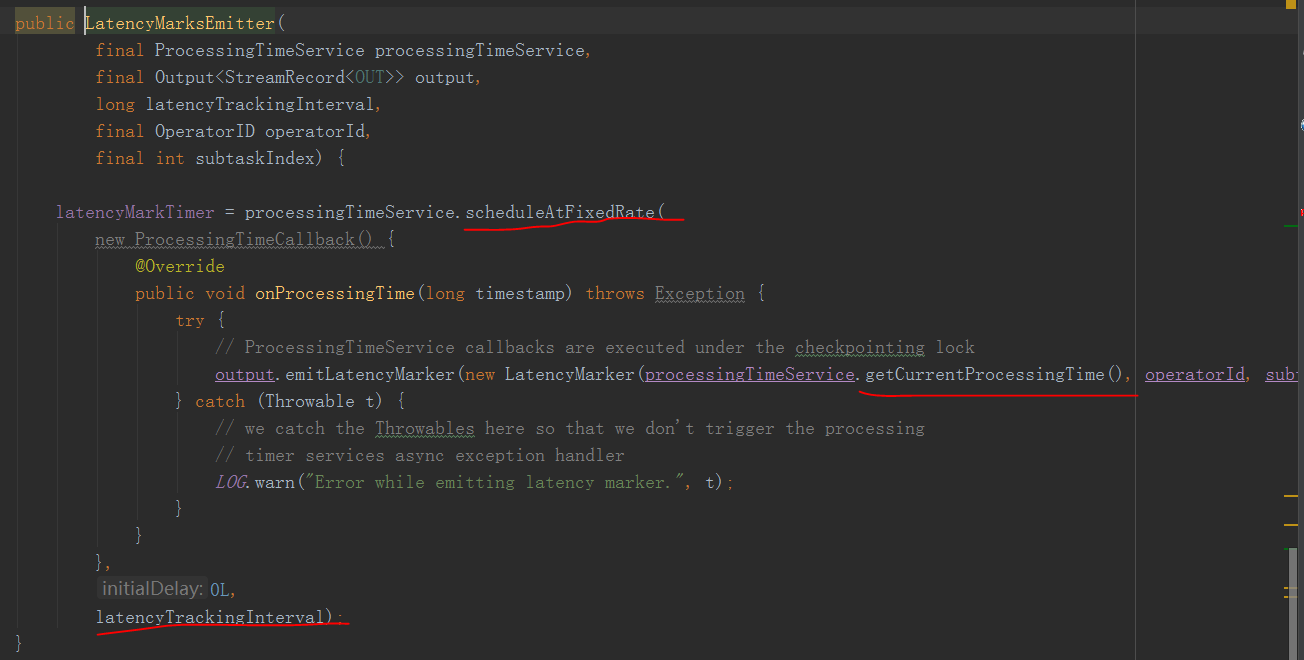 public LatencyMarksEmitter(
final ProcessingTimeService processingTimeService,
final Output<StreamRecord<OUT>> output,
long latencyTrackingInterval,
final OperatorID operatorId,
final int subtaskIndex) {
latencyMarkTimer = processingTimeService.scheduleAtFixedRate(
new ProcessingTimeCallback() {
@Override
public void onProcessingTime(long timestamp) throws Exception {
try {
// ProcessingTimeService callbacks are executed under the checkpointing lock
output.emitLatencyMarker(new LatencyMarker(processingTimeService.getCurrentProcessingTime(), operatorId,
} catch (Throwable t) {
// we catch the Throwables here so that we don't trigger the processing
// timer services async exception handler
LOG.warn("Error while emitting latency marker.", t);
}
}
},
initialDelay: 0L,
latencyTrackingInterval);
}